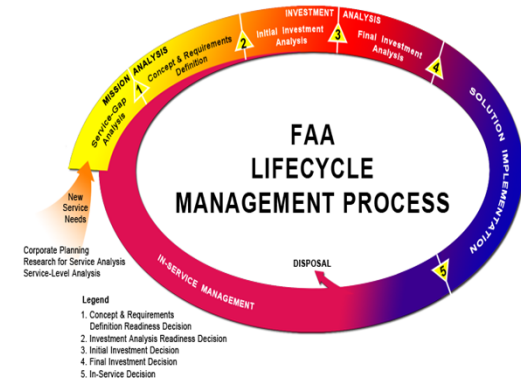 MISSION ANALYSIS
INVESTMENT ANALYSIS
Service-Gap
Analysis
1
Concept & Requirements
Definition
2
Initial Investment
Analysis
3
Final Investment
Analysis
4
SOLUTION IMPLEMENTATION
5
IN-SERVICE MANAGEMENT
FAA
LIFECYCLE
MANAGEMENT PROCESS
DISPOSAL
New
Service
Needs
Corporate Planning
Research for Service Analysis
Service-Level Analysis
Legend
1. Concept & Requirements
Definition Readiness Decision
2. Investment Analysis Readiness Decision
3. Initial Investment Decision
4. Final Investment Decision
5. In-Service Decision